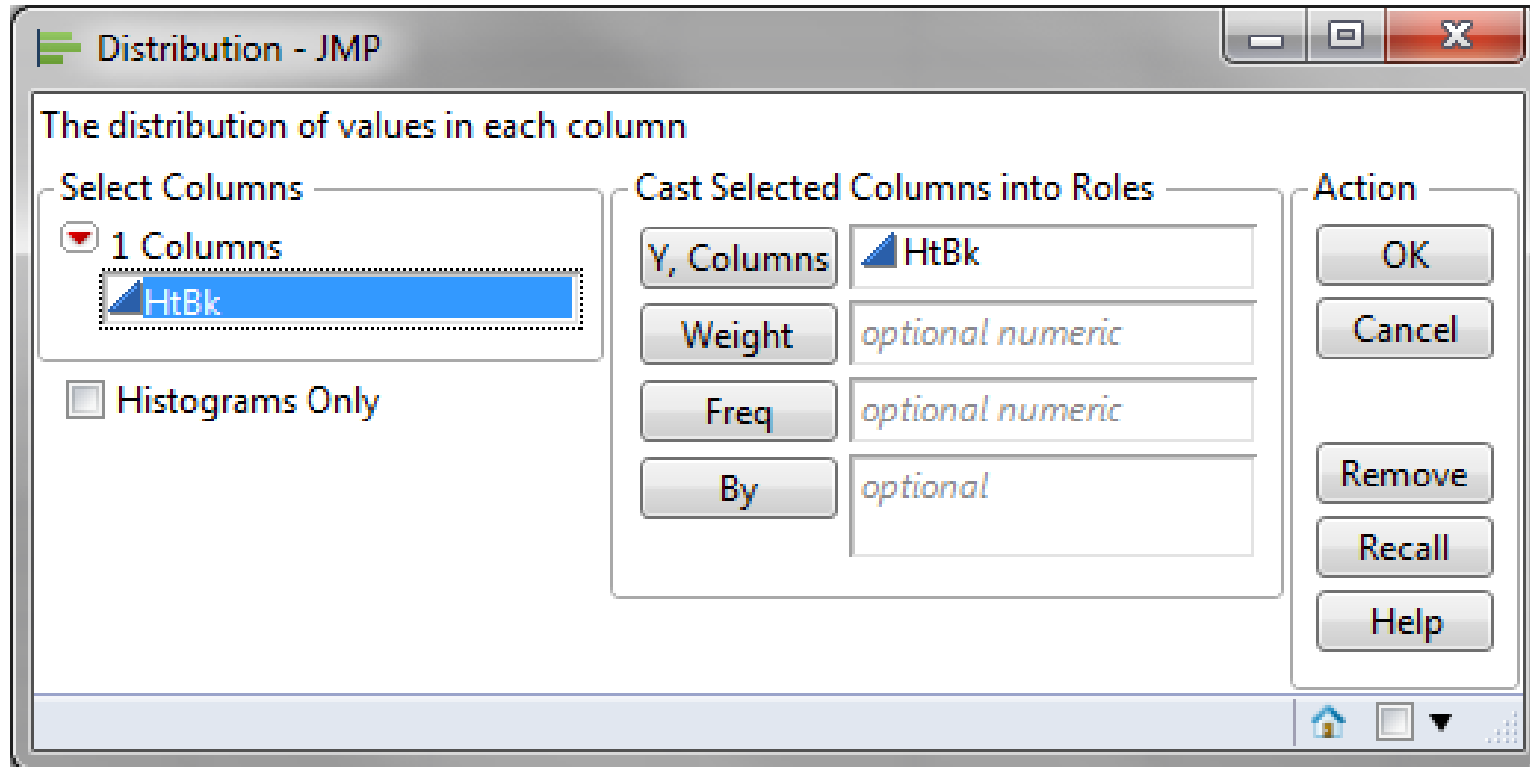 Distribution - JMP
The distribution of values in each column
Select Columns
1 Columns
HtBk
Histograms Only
Cast Selected Columns into Roles
Y, Columns
HtBk
Weight
optional numeric
Freq
optional numeric
By
optional
Action
OK
Cancel
Remove
Recall
Help